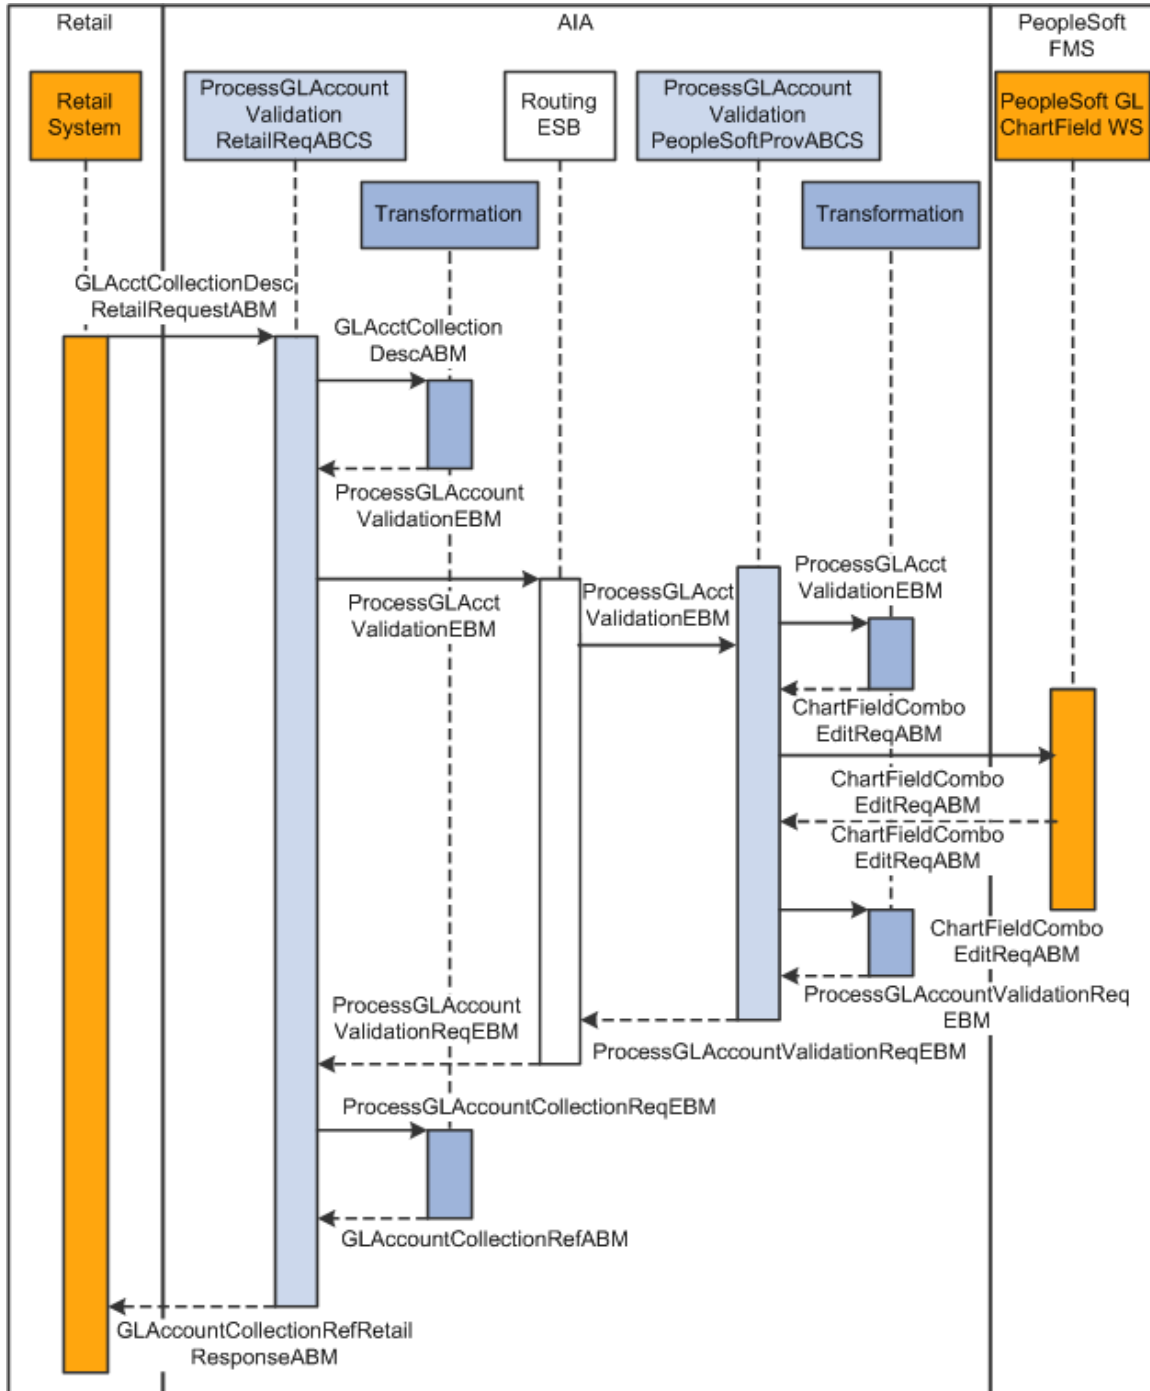 Retail
AIA
PeopleSoft
FMS
Retail
System
ProcessGLAccount
Validation
RetailReqABCS
Routing
ESB
ProcessGLAccount
Validation
PeopleSoftProvABCS
PeopleSoft GL
ChartField WS
Transformation
Transformation
GLAcctCollectionDesc
RetailRequestABM
GLAcctCollection
DescABM
ProcessGLAccount
ValidationEBM
ProcessGLAcct
ValidationEBM
ProcessGLAcct
ValidationEBM
ProcessGLAcct
ValidationEBM
ChartFieldCombo
EditReqABM
ChartFieldCombo
EditReqABM
ChartFieldCombo
EditReqABM
ChartFieldCombo
EditReqABM
ProcessGLAccountValidationReq
EBM
ProcessGLAccountValidationReqEBM
ProcessGLAccount
ValidationReqEBM
ProcessGLAccountCollectionReqEBM
GLAccountCollectionRefABM
GLAccountCollectionRefRetail
ResponseABM